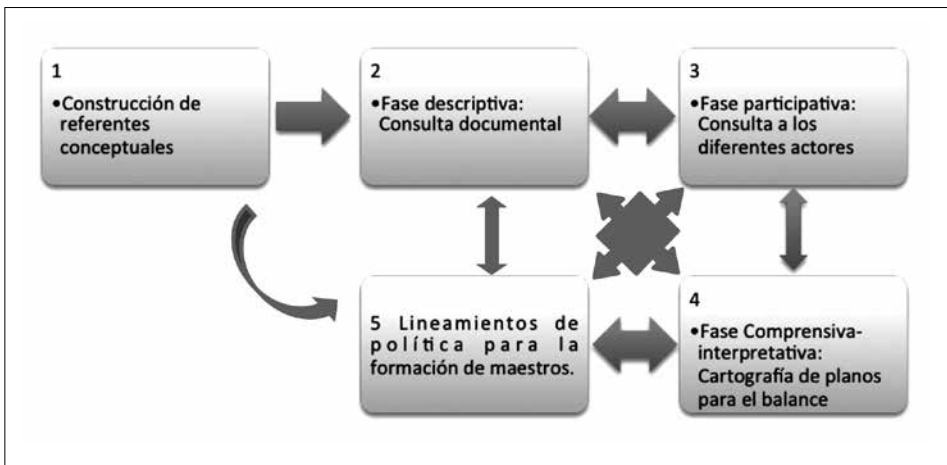 1
•Construcción de
referentes
conceptuales
2
•Fase descriptiva:
Consulta documental
3
•Fase participativa:
Consulta a los
diferentes actores
5 Lineamientos de
política para la
formación de maestros.
4
•Fase Comprensiva-
interpretativa:
Cartografía de planos
para el balance